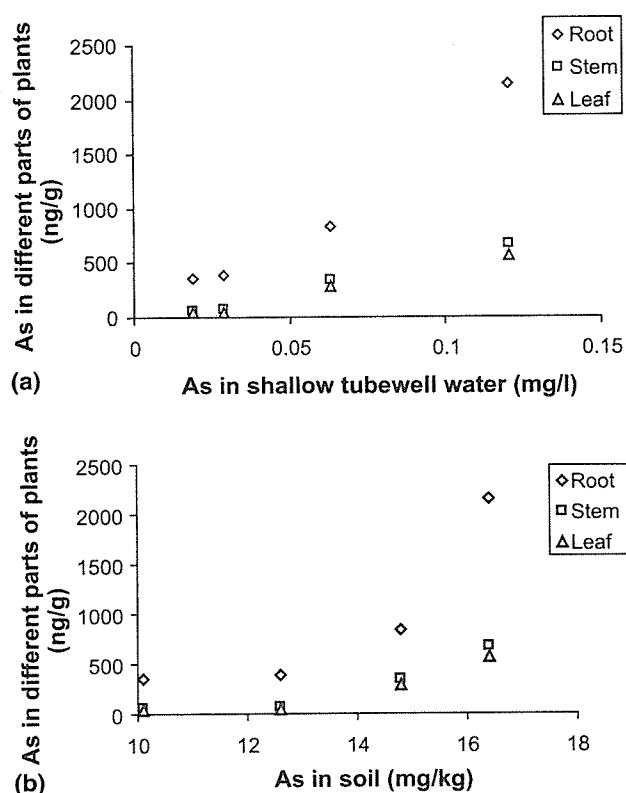 Root
Stem
Leaf
2500
2000
1500
1000
500
0
As in different parts of plants
(ng/g)
0
0.05
0.1
0.15
(a)
As in shallow tubewell water (mg/l)
Root
Stem
Leaf
2500
2000
1500
1000
500
0
As in different parts of plants
(ng/g)
10
12
14
16
18
(b)
As in soil (mg/kg)